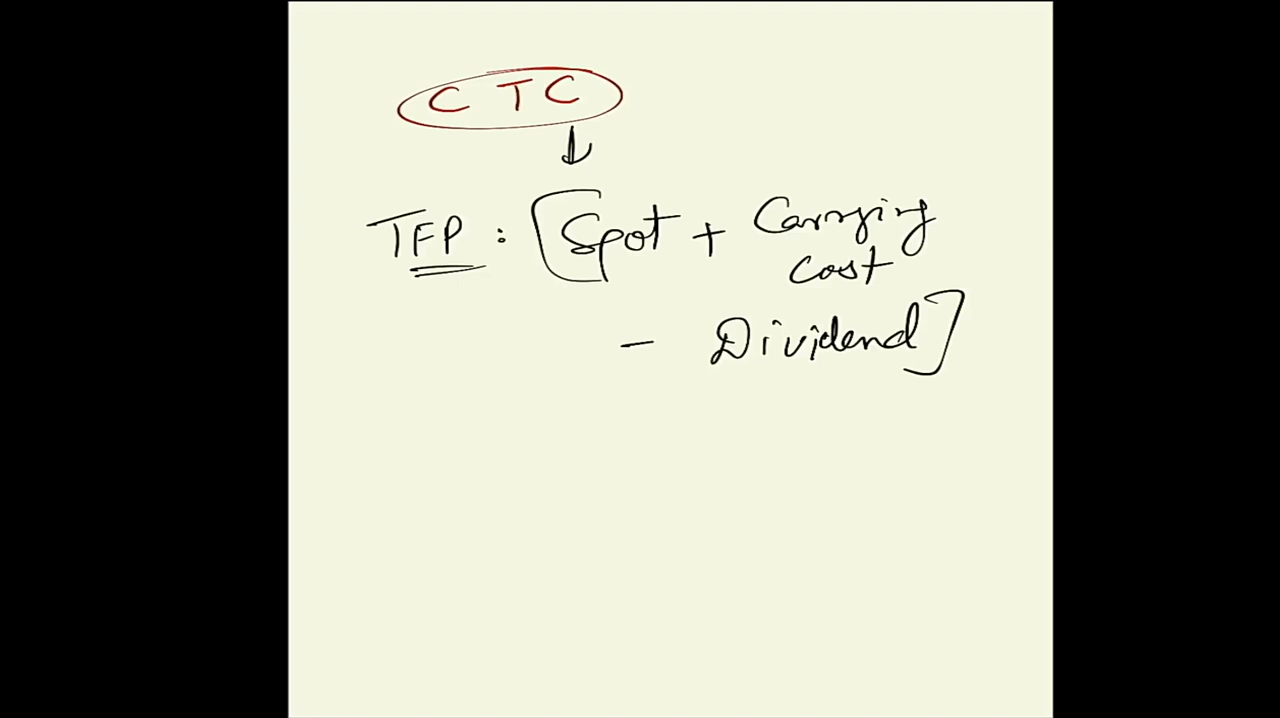 CTC
TFP : [Spot + Carrying
cost
- Dividend]